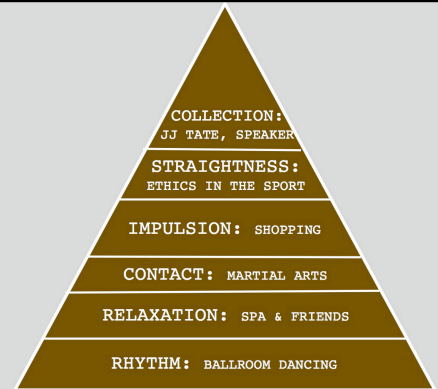 COLLECTION:
JJ TATE, SPEAKER
STRAIGHTNESS:
ETHICS IN THE SPORT
IMPULSION: SHOPPING
CONTACT: MARTIAL ARTS
RELAXATION: SPA & FRIENDS
RHYTHM: BALLROOM DANCING